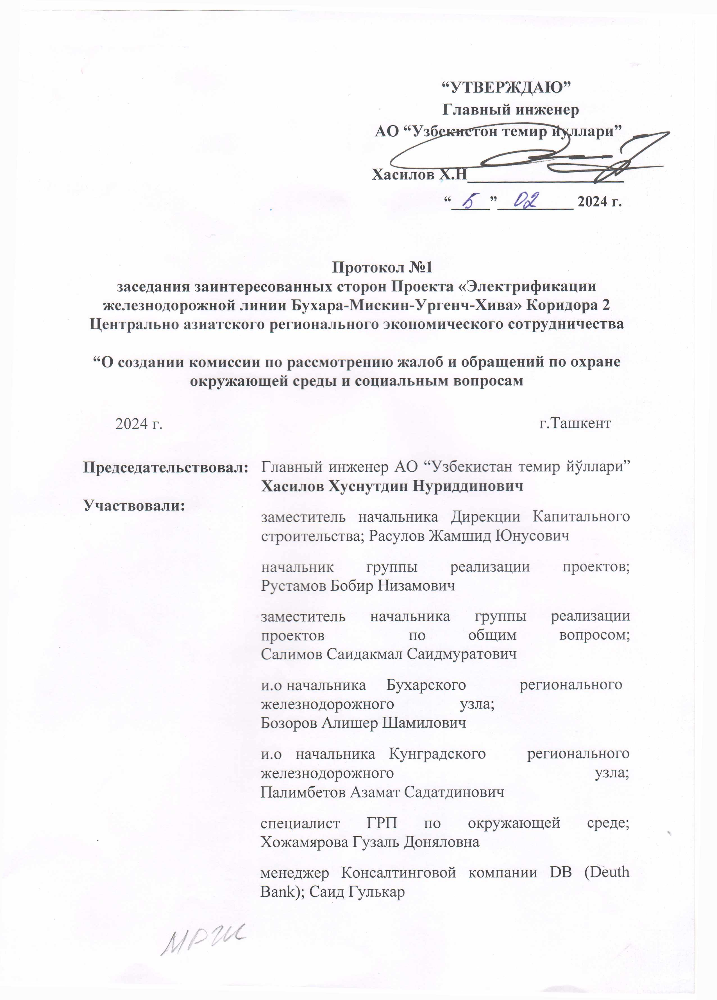 “УТВЕРЖДАЮ”
Главный инженер
АО “Узбекистон темир йуллари”
Хасилов Х.Н____________________
“ 5 ” 02 2024 г.
Протокол №1
заседания заинтересованных сторон Проекта «Электрификации
железнодорожной линии Бухара-Мискин-Ургенч-Хива» Коридора 2
Центрально азиатского регионального экономического сотрудничества
“О создании комиссии по рассмотрению жалоб и обращений по охране
окружающей среды и социальным вопросам
2024 г. г.Ташкент
Председательствовал: Главный инженер АО “Узбекистан темир йўллари”
Хасилов Хуснутдин Нуриддинович
Участвовали:
заместитель начальника Дирекции Капитального
строительства; Расулов Жамшид Юнусович
начальник группы реализации проектов;
Рустамов Бобир Низамович
заместитель начальника группы реализации
проектов по общим вопросом;
Салимов Саидакмал Саидмуратович
и.о начальника Бухарского регионального
железнодорожного узла;
Бозоров Алишер Шамилович
и.о начальника Кунградского регионального
железнодорожного узла;
Палимбетов Азамат Садатдинович
специалист ГРП по окружающей среде;
Хожамярова Гузаль Доняловна
менеджер Консалтинговой компании DB (Deuth
Bank); Саид Гулькар